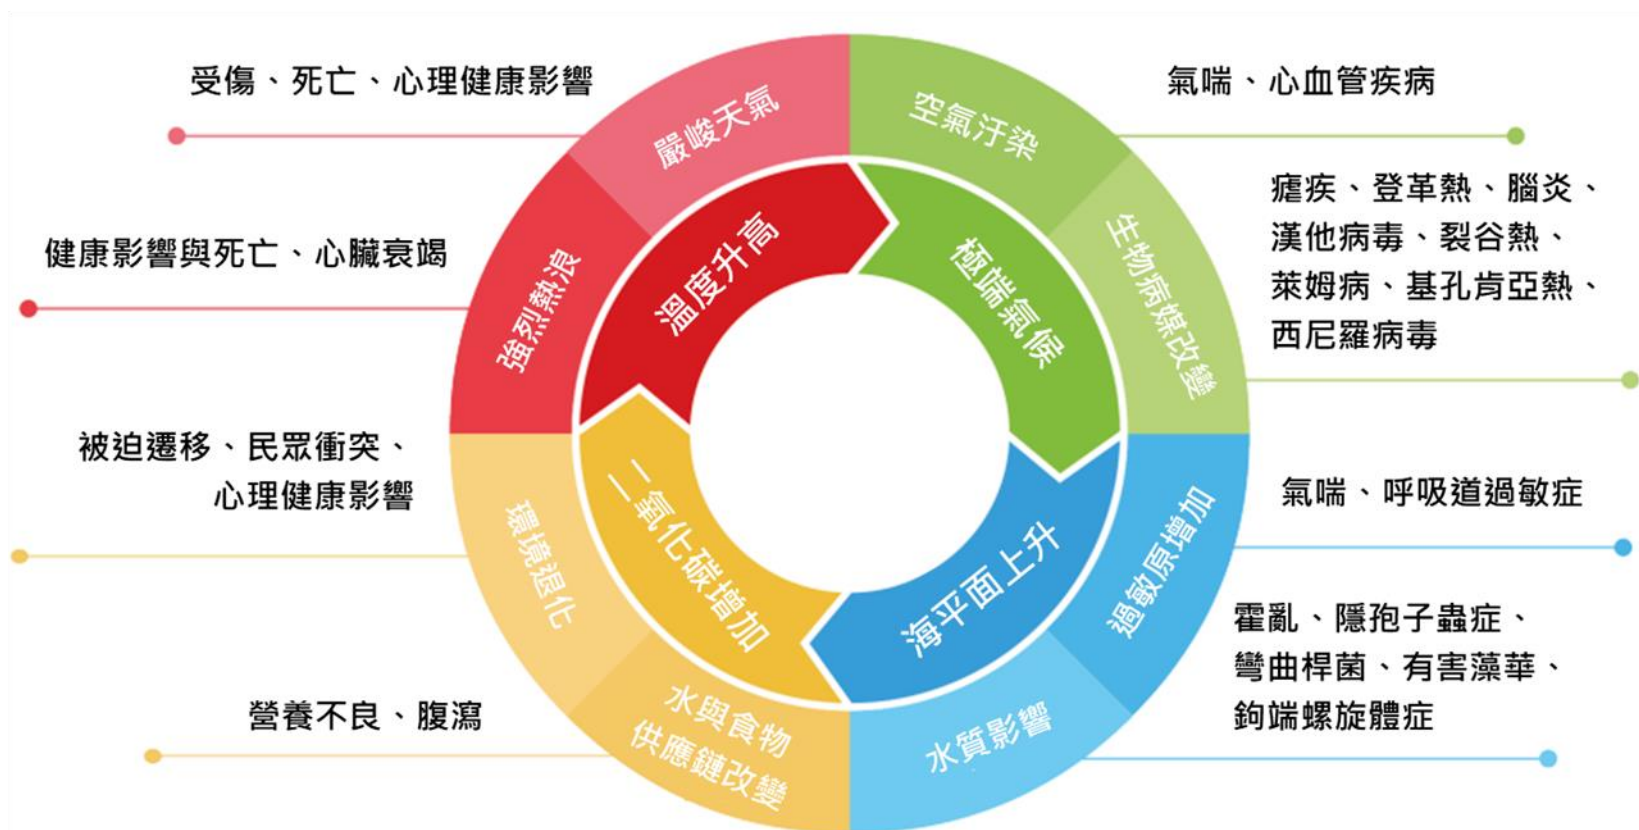 受傷、死亡、心理健康影響
嚴峻天氣
空氣汙染
氣喘、心血管疾病
健康影響與死亡、心臟衰竭
強烈熱浪
溫度升高
極端氣候
生物病媒改變
瘧疾、登革熱、腦炎、
漢他病毒、裂谷熱、
萊姆病、基孔肯亞熱、
西尼羅病毒
被迫遷移、民眾衝突、
心理健康影響
環境退化
二氧化碳增加
海平面上升
過敏原增加
氣喘、呼吸道過敏症
營養不良、腹瀉
水與食物
供應鏈改變
水質影響
霍亂、隱孢子蟲症、
彎曲桿菌、有害藻華、
鉤端螺旋體症